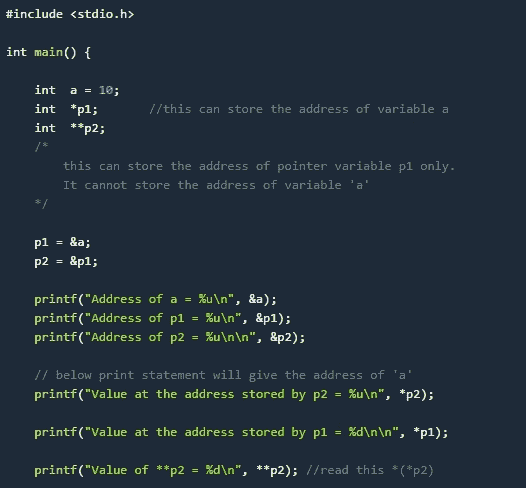 #include <stdio.h>
int main() {
int  a = 10;
int  *p1;       //this can store the address of variable a
int  **p2;
/*
this can store the address of pointer variable p1 only.
It cannot store the address of variable 'a'
*/
p1 = &a;
p2 = &p1;
printf("Address of a = %u\n", &a);
printf("Address of p1 = %u\n", &p1);
printf("Address of p2 = %u\n\n", &p2);
// below print statement will give the address of 'a'
printf("Value at the address stored by p2 = %u\n", *p2);
printf("Value at the address stored by p1 = %d\n\n", *p1);
printf("Value of **p2 = %d\n", **p2); //read this *(*p2)